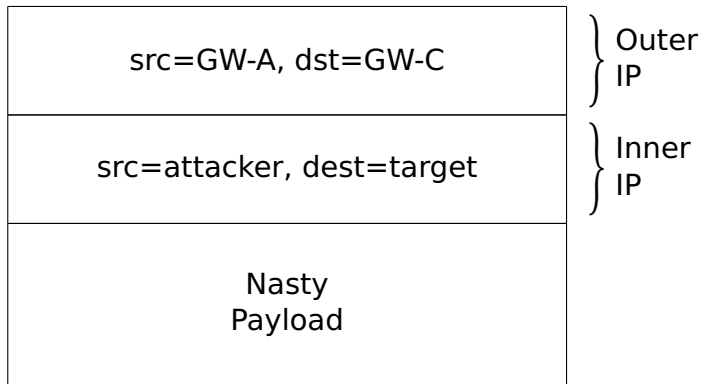 src=GW-A, dst=GW-C
Outer
IP
src=attacker, dest=target
Inner
IP
Nasty
Payload